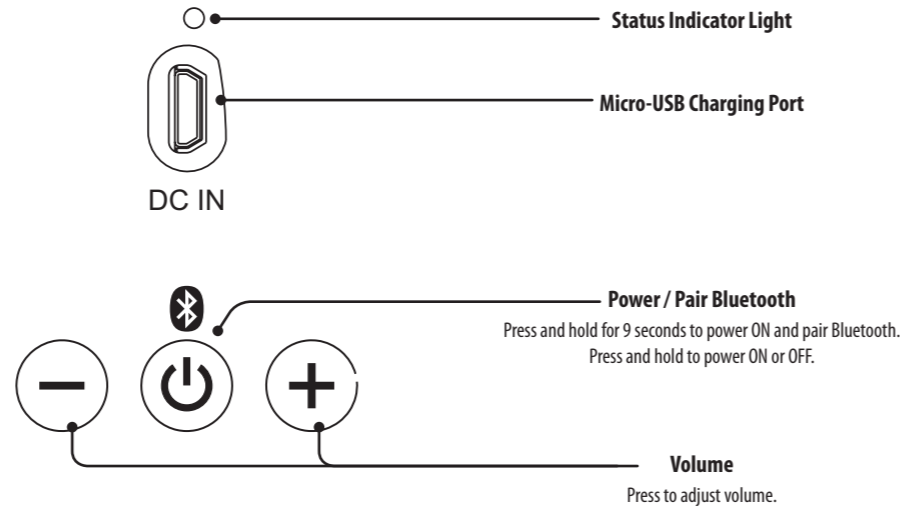 Status Indicator Light
Micro-USB Charging Port
DC IN
Power / Pair Bluetooth
Press and hold for 9 seconds to power ON and pair Bluetooth.
Press and hold to power ON or OFF.
Volume
Press to adjust volume.